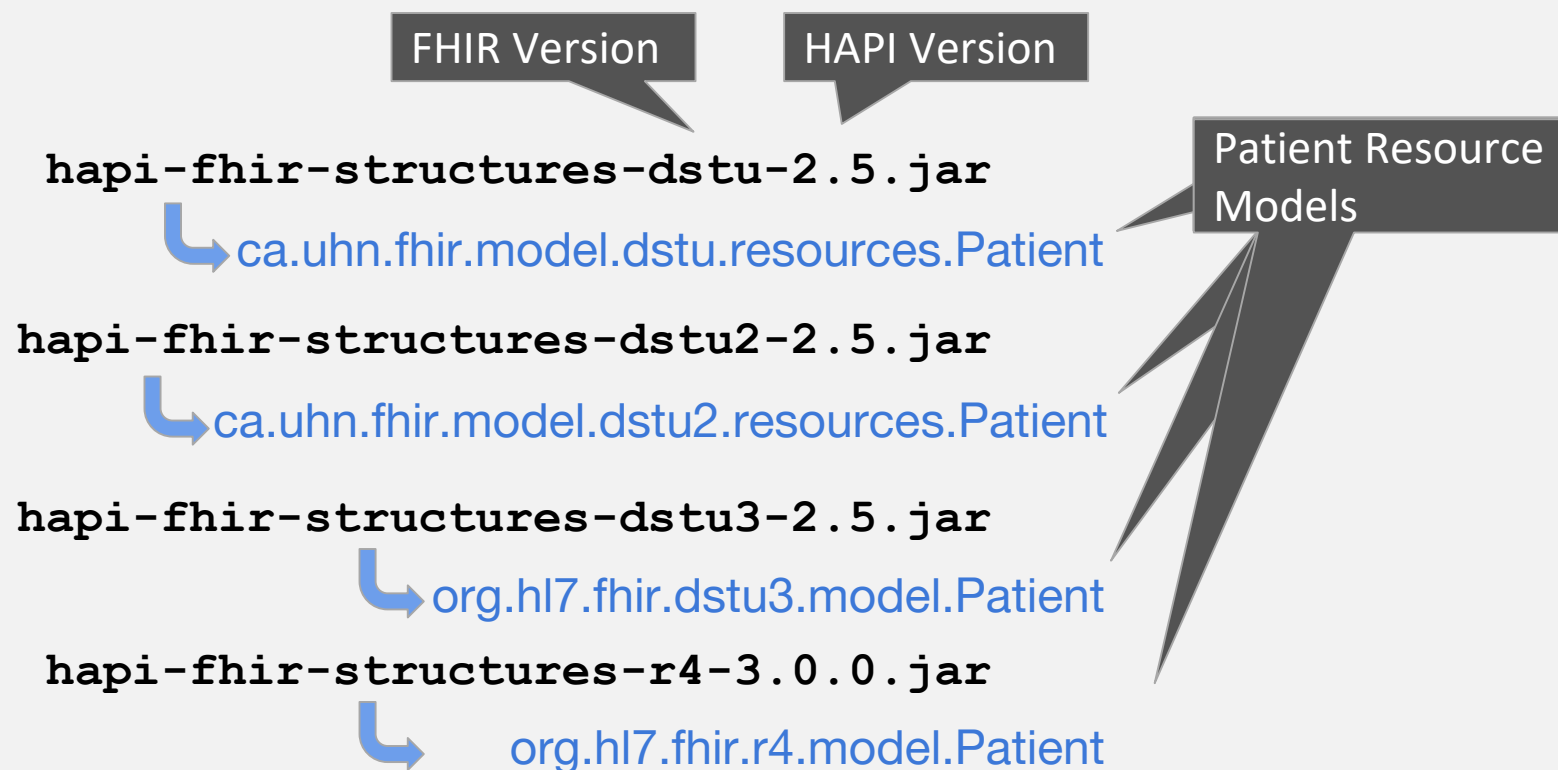 FHIR Version
HAPI Version
hapi-fhir-structures-dstu-2.5.jar
Patient Resource
Models
ca.uhn.fhir.model.dstu.resources.Patient
hapi-fhir-structures-dstu2-2.5.jar
ca.uhn.fhir.model.dstu2.resources.Patient
hapi-fhir-structures-dstu3-2.5.jar
org.hl7.fhir.dstu3.model.Patient
hapi-fhir-structures-r4-3.0.0.jar
org.hl7.fhir.r4.model.Patient